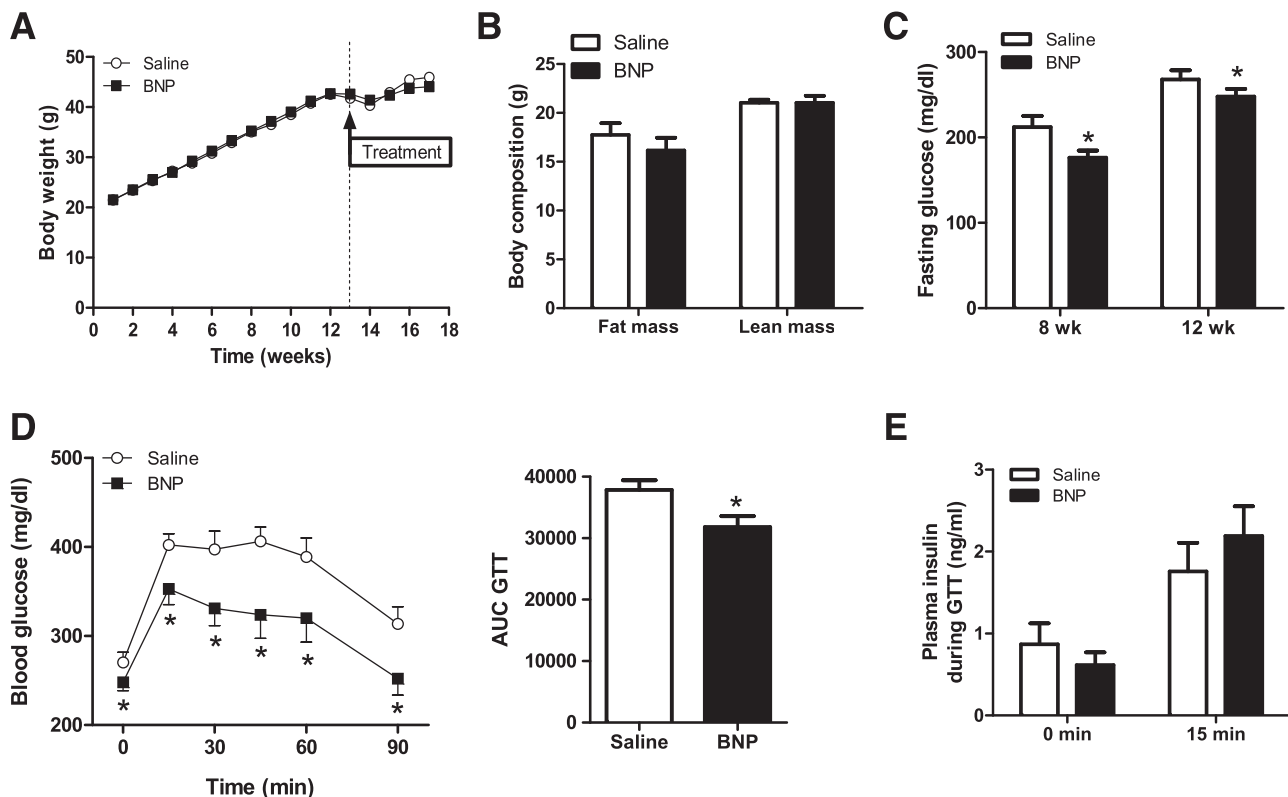 A
Saline
BNP
Body weight (g)
50
40
30
20
10
0
Treatment
0 2 4 6 8 10 12 14 16 18
Time (weeks)
B
Saline
BNP
Body composition (g)
25
20
15
10
5
0
Fat mass Lean mass
C
Saline
BNP
Fasting glucose (mg/dl)
300
200
100
0
*
*
8 wk 12 wk
D
Saline
BNP
Blood glucose (mg/dl)
500
400
300
200
* * * * * *
0 30 60 90
Time (min)
AUC GTT
40000
30000
20000
10000
0
*
Saline BNP
E
Saline
BNP
Plasma insulin
during GTT (ng/ml)
3
2
1
0
0 min 15 min